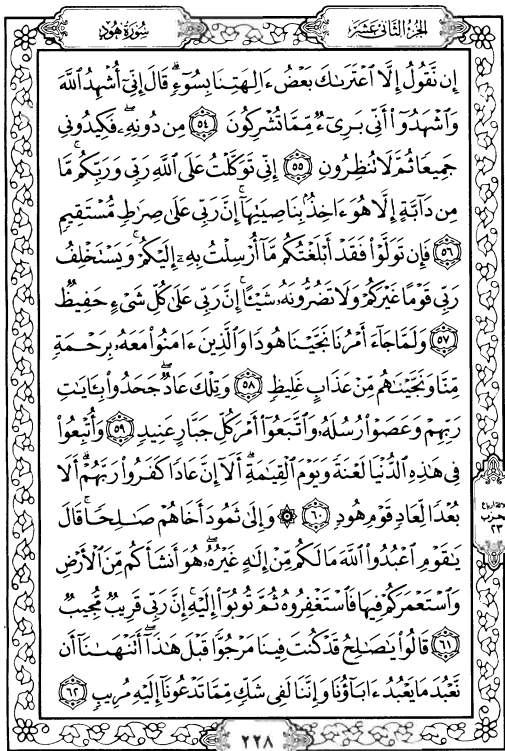 الجزء الثاني عشر
سورة هود
إِن نَّقُولُ إِلَّا ٱعْتَرَىٰكَ بَعْضُ ءَالِهَتِنَا بِسُوٓءٍ ۗ قَالَ إِنِّىٓ أُشْهِدُ ٱللَّهَ
وَٱشْهَدُوٓا۟ أَنِّى بَرِىٓءٌ مِّمَّا تُشْرِكُونَ ٥٤ مِن دُونِهِۦ ۖ فَكِيدُونِى
جَمِيعًا ثُمَّ لَا تُنظِرُونِ ٥٥ إِنِّى تَوَكَّلْتُ عَلَى ٱللَّهِ رَبِّى وَرَبِّكُم ۚ مَّا
مِن دَآبَّةٍ إِلَّا هُوَ ءَاخِذٌۢ بِنَاصِيَتِهَآ ۚ إِنَّ رَبِّى عَلَىٰ صِرَٰطٍ مُّسْتَقِيمٍ
٥٦ فَإِن تَوَلَّوْا۟ فَقَدْ أَبْلَغْتُكُم مَّآ أُرْسِلْتُ بِهِۦٓ إِلَيْكُمْ ۚ وَيَسْتَخْلِفُ
رَبِّى قَوْمًا غَيْرَكُمْ وَلَا تَضُرُّونَهُۥ شَيْـًٔا ۚ إِنَّ رَبِّى عَلَىٰ كُلِّ شَىْءٍ حَفِيظٌ
٥٧ وَلَمَّا جَآءَ أَمْرُنَا نَجَّيْنَا هُودًا وَٱلَّذِينَ ءَامَنُوا۟ مَعَهُۥ بِرَحْمَةٍ
مِّنَّا وَنَجَّيْنَٰهُم مِّنْ عَذَابٍ غَلِيظٍ ٥٨ وَتِلْكَ عَادٌ ۖ جَحَدُوا۟ بِـَٔايَٰتِ
رَبِّهِمْ وَعَصَوْا۟ رُسُلَهُۥ وَٱتَّبَعُوٓا۟ أَمْرَ كُلِّ جَبَّارٍ عَنِيدٍ ٥٩ وَأُتْبِعُوا۟
فِى هَٰذِهِ ٱلدُّنْيَا لَعْنَةً وَيَوْمَ ٱلْقِيَٰمَةِ ۗ أَلَآ إِنَّ عَادًا كَفَرُوا۟ رَبَّهُمْ ۗ أَلَا
بُعْدًا لِّعَادٍ قَوْمِ هُودٍ ٦٠ ۞ وَإِلَىٰ ثَمُودَ أَخَاهُمْ صَٰلِحًا ۚ قَالَ
يَٰقَوْمِ ٱعْبُدُوا۟ ٱللَّهَ مَا لَكُم مِّنْ إِلَٰهٍ غَيْرُهُۥ ۖ هُوَ أَنشَأَكُم مِّنَ ٱلْأَرْضِ
وَٱسْتَعْمَرَكُمْ فِيهَا فَٱسْتَغْفِرُوهُ ثُمَّ تُوبُوٓا۟ إِلَيْهِ ۚ إِنَّ رَبِّى قَرِيبٌ مُّجِيبٌ
٦١ قَالُوا۟ يَٰصَٰلِحُ قَدْ كُنتَ فِينَا مَرْجُوًّا قَبْلَ هَٰذَآ ۖ أَتَنْهَىٰنَآ أَن
نَّعْبُدَ مَا يَعْبُدُ ءَابَآؤُنَا وَإِنَّنَا لَفِى شَكٍّ مِّمَّا تَدْعُونَآ إِلَيْهِ مُرِيبٍ ٦٢
الحزب
٢٣
٢٢٨